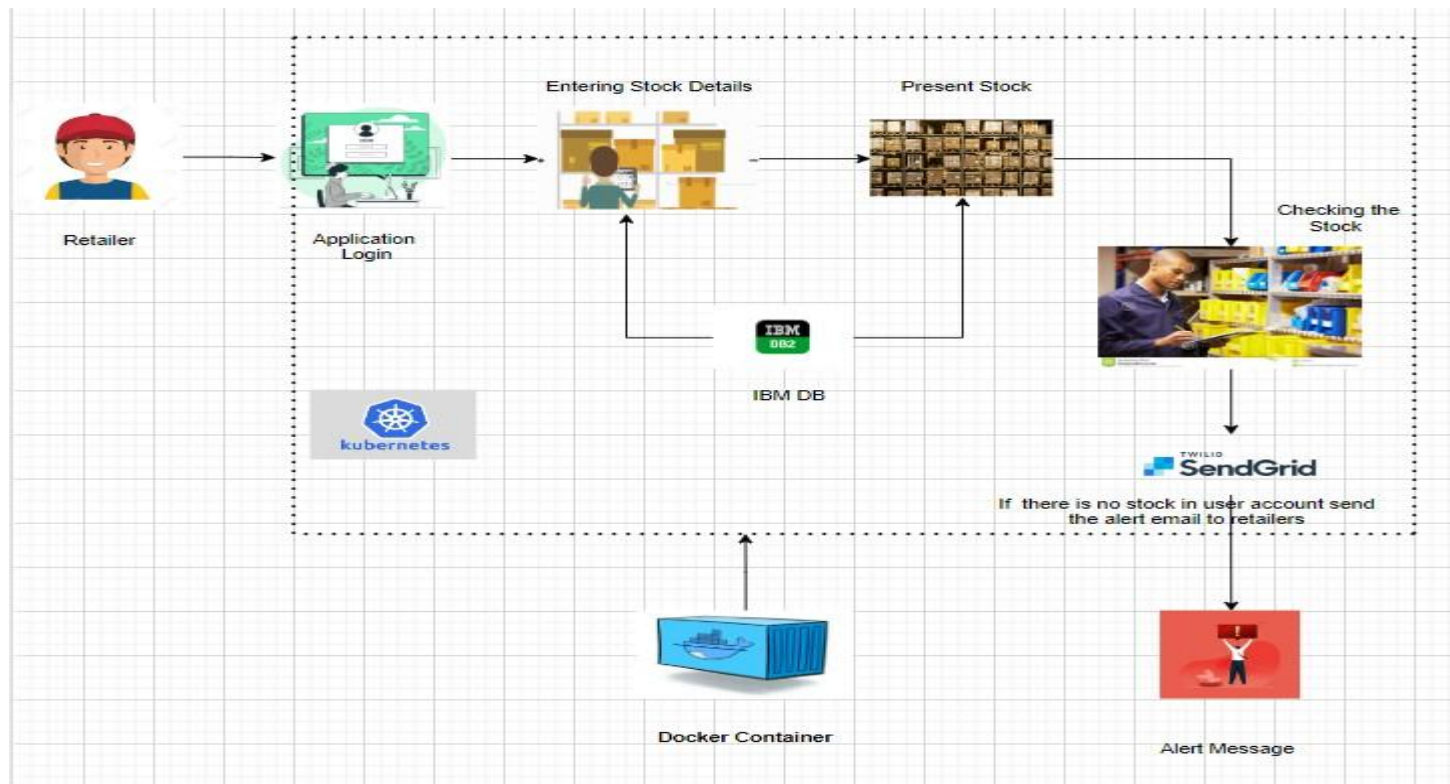 Entering Stock Details
Present Stock
Retailer
Application
Login
Checking the
Stock
IBM
DB2
IBM DB
kubernetes
TWILIO
SendGrid
If there is no stock in user account send
the alert email to retailers
Docker Container
!
Alert Message